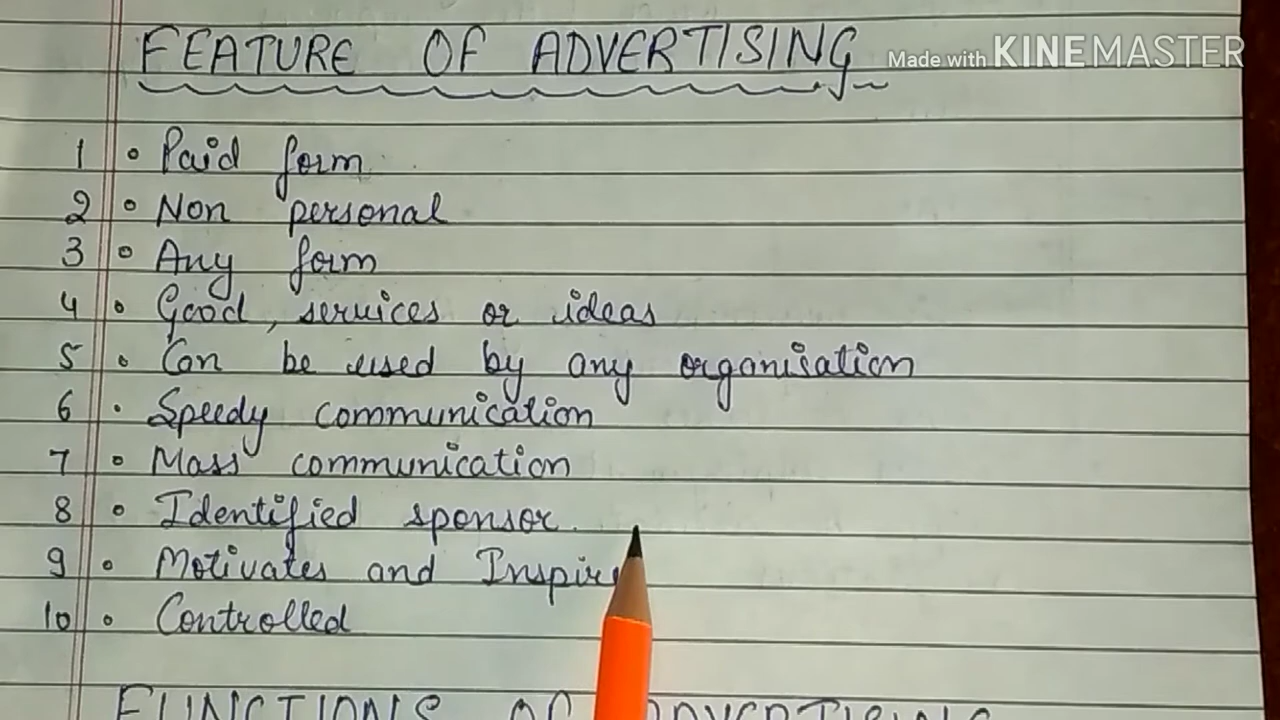 FEATURE OF ADVERTISING
Made with KINEMASTER
1 • Paid form
2 • Non personal
3 • Any form
4 • Good, services or ideas
5 • Can be used by any organisation
6 • Speedy communication
7 • Mass communication
8 • Identified sponsor.
9 • Motivates and
10 • Controlled
FUNCTIONS OF